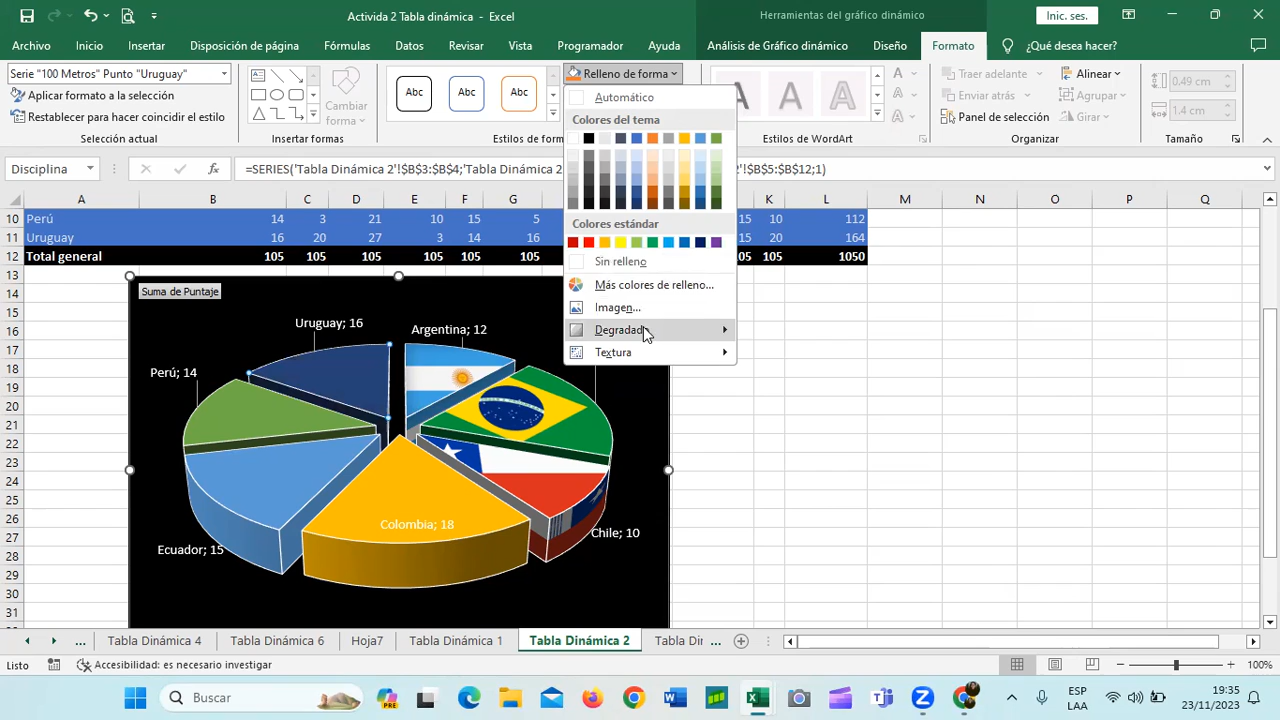 Activida 2 Tabla dinámica - Excel
Herramientas del gráfico dinámico
Inic. ses.
Archivo Inicio Insertar Disposición de página Fórmulas Datos Revisar Vista Programador Ayuda Análisis de Gráfico dinámico Diseño Formato ¿Qué desea hacer?
Serie "100 Metros" Punto "Uruguay"
Aplicar formato a la selección
Restablecer para hacer coincidir el estilo
Selección actual
Cambiar
formas
Insertar formas
Abc Abc Abc
Estilos de forma
Relleno de forma
Automático
Colores del tema
Colores estándar
Sin relleno
Más colores de relleno...
Imagen...
Degradado
Textura
Estilos de WordArt
Traer adelante
Enviar atrás
Panel de selección
Alinear
Agrupar
Girar
Organizar
0.49 cm
1.4 cm
Tamaño
Disciplina
=SERIES('Tabla Dinámica 2'!$B$3:$B$4;'Tabla Dinámica 2
2'!$B$5:$B$12;1)
A B C D E F G K L M N O P Q
10 Perú 14 3 21 10 15 5 15 10 112
11 Uruguay 16 20 27 3 14 16 20 164
12 Total general 105 105 105 105 105 105 105 105 1050
13
14
15
16
17
18
19
20
21
22
23
24
25
26
27
28
29
30
31
Suma de Puntaje
Uruguay; 16
Argentina; 12
Perú; 14
Colombia; 18
Chile; 10
Ecuador; 15
... Tabla Dinámica 4 Tabla Dinámica 6 Hoja7 Tabla Dinámica 1 Tabla Dinámica 2 Tabla Dir ...
Listo
Accesibilidad: es necesario investigar
100%
Buscar
PRE
ESP
LAA
19:35
23/11/2023